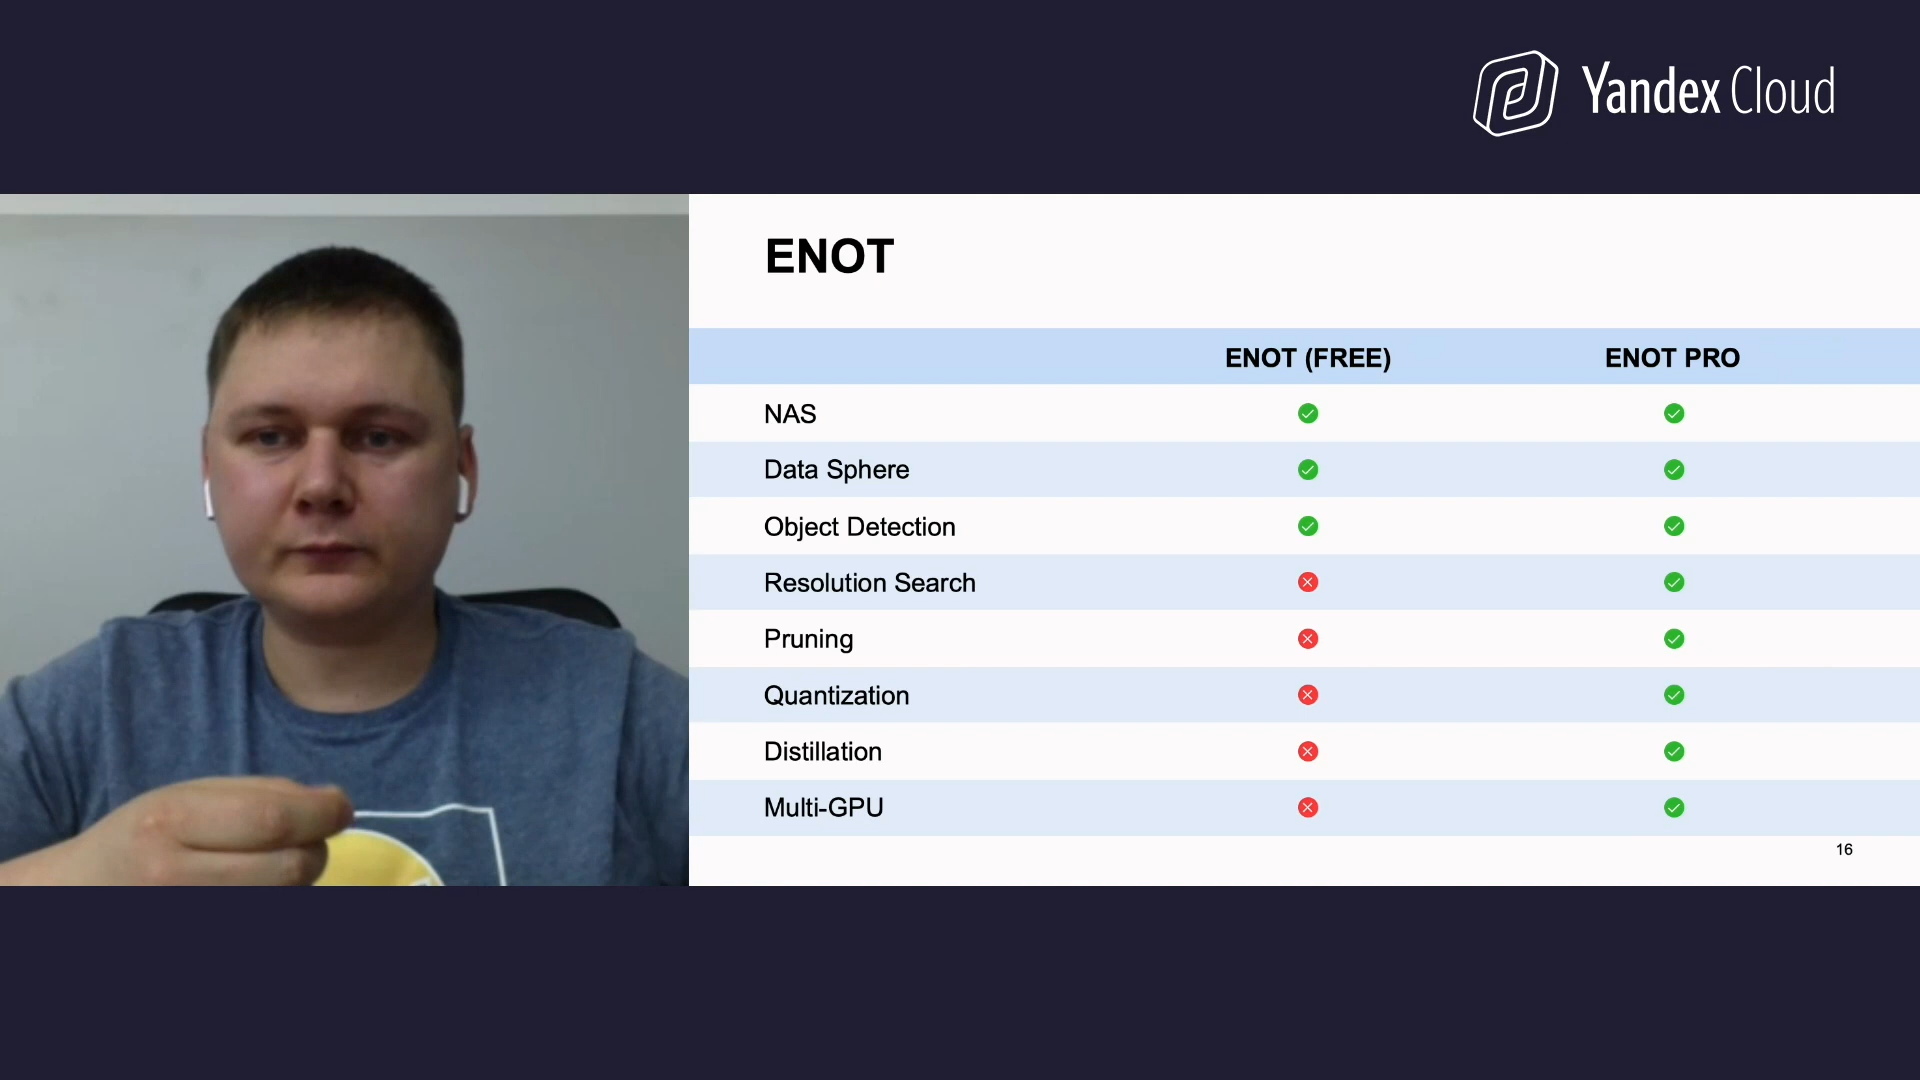 Yandex Cloud
ENOT
ENOT (FREE) ENOT PRO
NAS
Data Sphere
Object Detection
Resolution Search
Pruning
Quantization
Distillation
Multi-GPU
16